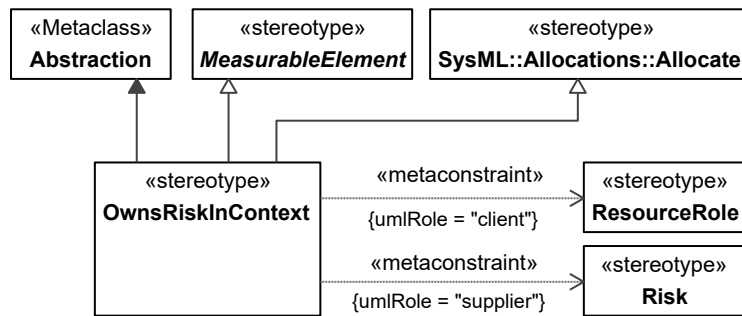 «Metaclass»
Abstraction
«stereotype»
MeasurableElement
«stereotype»
SysML::Allocations::Allocate
«stereotype»
OwnsRiskInContext
«metaconstraint»
{umlRole = "client"}
«stereotype»
ResourceRole
«metaconstraint»
{umlRole = "supplier"}
«stereotype»
Risk